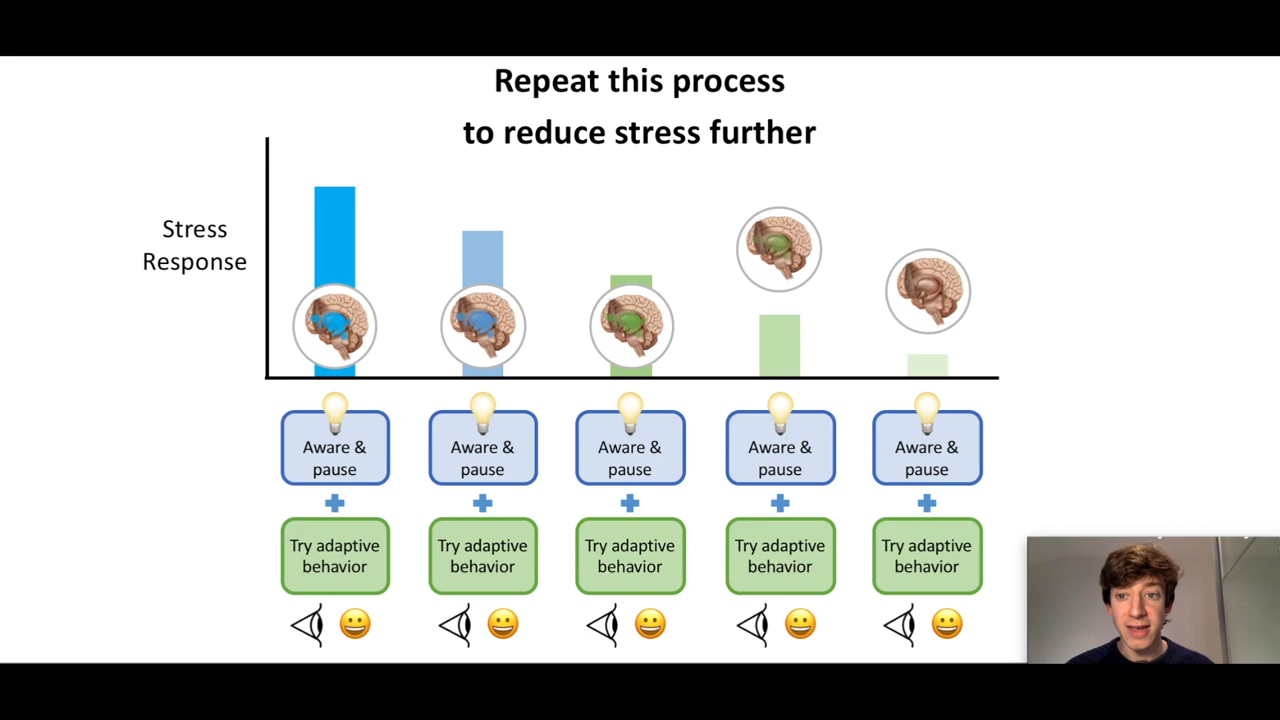 Repeat this process
to reduce stress further
Stress
Response
Aware &
pause
Aware &
pause
Aware &
pause
Aware &
pause
Aware &
pause
Try adaptive
behavior
Try adaptive
behavior
Try adaptive
behavior
Try adaptive
behavior
Try adaptive
behavior